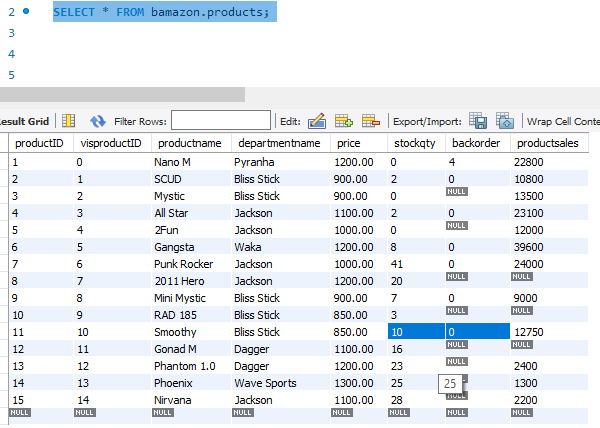 2 SELECT * FROM bamazon.products;
3
4
5
Result Grid Filter Rows: Edit: Export/Import: Wrap Cell Conte
productID visproductID productname departmentname price stockqty backorder productsales
1 0 Nano M Pyranha 1200.00 0 4 22800
2 1 SCUD Bliss Stick 900.00 2 0 10800
3 2 Mystic Bliss Stick 900.00 0 NULL 13500
4 3 All Star Jackson 1100.00 2 0 23100
5 4 2Fun Jackson 1000.00 0 NULL 12000
6 5 Gangsta Waka 1200.00 8 0 39600
7 6 Punk Rocker Jackson 1000.00 41 0 24000
8 7 2011 Hero Jackson 1200.00 20 NULL NULL
9 8 Mini Mystic Bliss Stick 900.00 7 0 9000
10 9 RAD 185 Bliss Stick 850.00 3 NULL NULL
11 10 Smoothy Bliss Stick 850.00 10 0 12750
12 11 Gonad M Dagger 1100.00 16 NULL NULL
13 12 Phantom 1.0 Dagger 1200.00 23 NULL 2400
14 13 Phoenix Wave Sports 1300.00 25 25 NULL 1300
15 14 Nirvana Jackson 1100.00 28 NULL 2200
NULL NULL NULL NULL NULL NULL NULL NULL